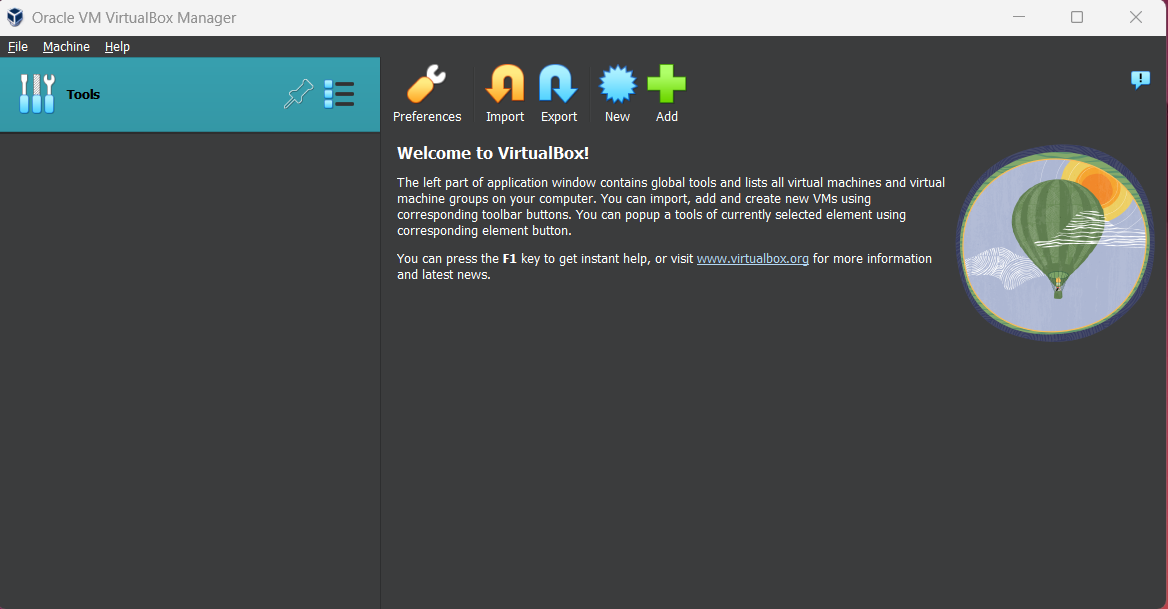 Oracle VM VirtualBox Manager
File Machine Help
Tools
Preferences Import Export New Add
Welcome to VirtualBox!
The left part of application window contains global tools and lists all virtual machines and virtual
machine groups on your computer. You can import, add and create new VMs using
corresponding toolbar buttons. You can popup a tools of currently selected element using
corresponding element button.
You can press the F1 key to get instant help, or visit www.virtualbox.org for more information
and latest news.